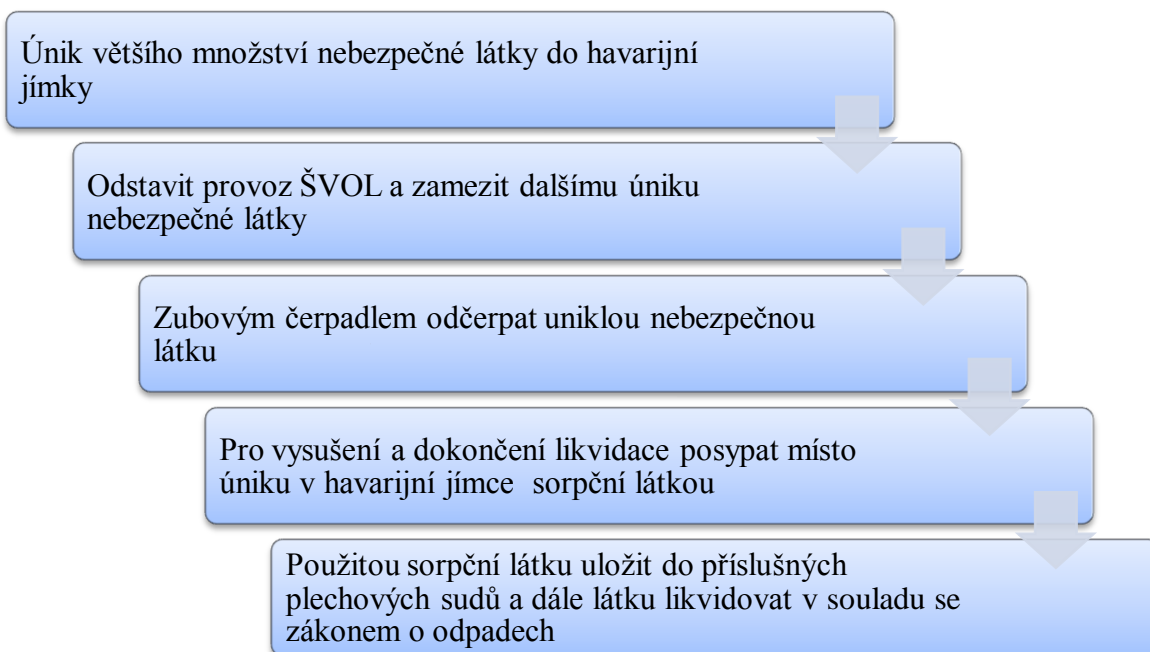 Únik většího množství nebezpečné látky do havarijní
jímky
Odstavit provoz ŠVOL a zamezit dalšímu úniku
nebezpečné látky
Zubovým čerpadlem odčerpat uniklou nebezpečnou
látku
Pro vysušení a dokončení likvidace posypat místo
úniku v havarijní jímce  sorpční látkou
Použitou sorpční látku uložit do příslušných
plechových sudů a dále látku likvidovat v souladu se
zákonem o odpadech